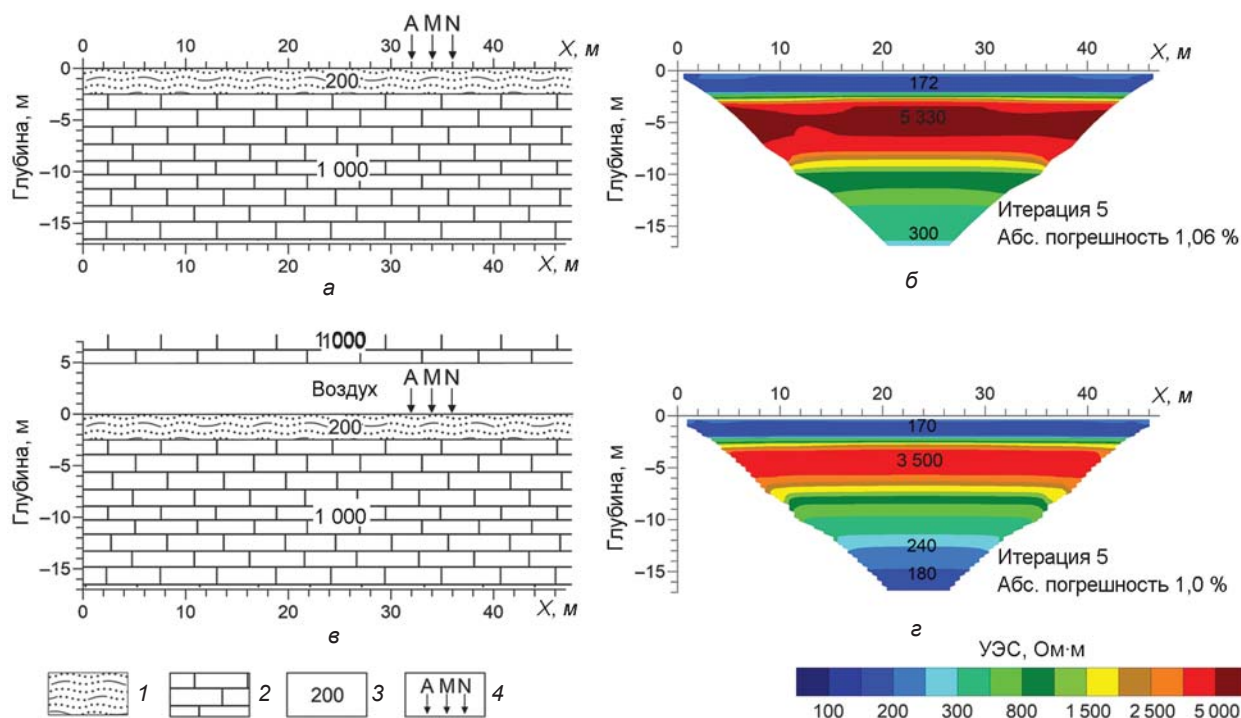 A M N
0 10 20 30 40 X, м
0
–5
–10
–15
Глубина, м
200
1 000
0 10 20 30 40 X, м
а
0 10 20 30 40 X, м
0
–5
–10
–15
Глубина, м
172
5 330
300
Итерация 5
Абс. погрешность 1,06 %
б
1 000
5
0
–5
–10
–15
Глубина, м
Воздух
A M N
200
1 000
0 10 20 30 40 X, м
в
0 10 20 30 40 X, м
0
–5
–10
–15
Глубина, м
170
3 500
240
180
Итерация 5
Абс. погрешность 1,0 %
г
1
2
200 3
A M N 4
УЭС, Ом·м
100 200 300 800 1 500 2 500 5 000